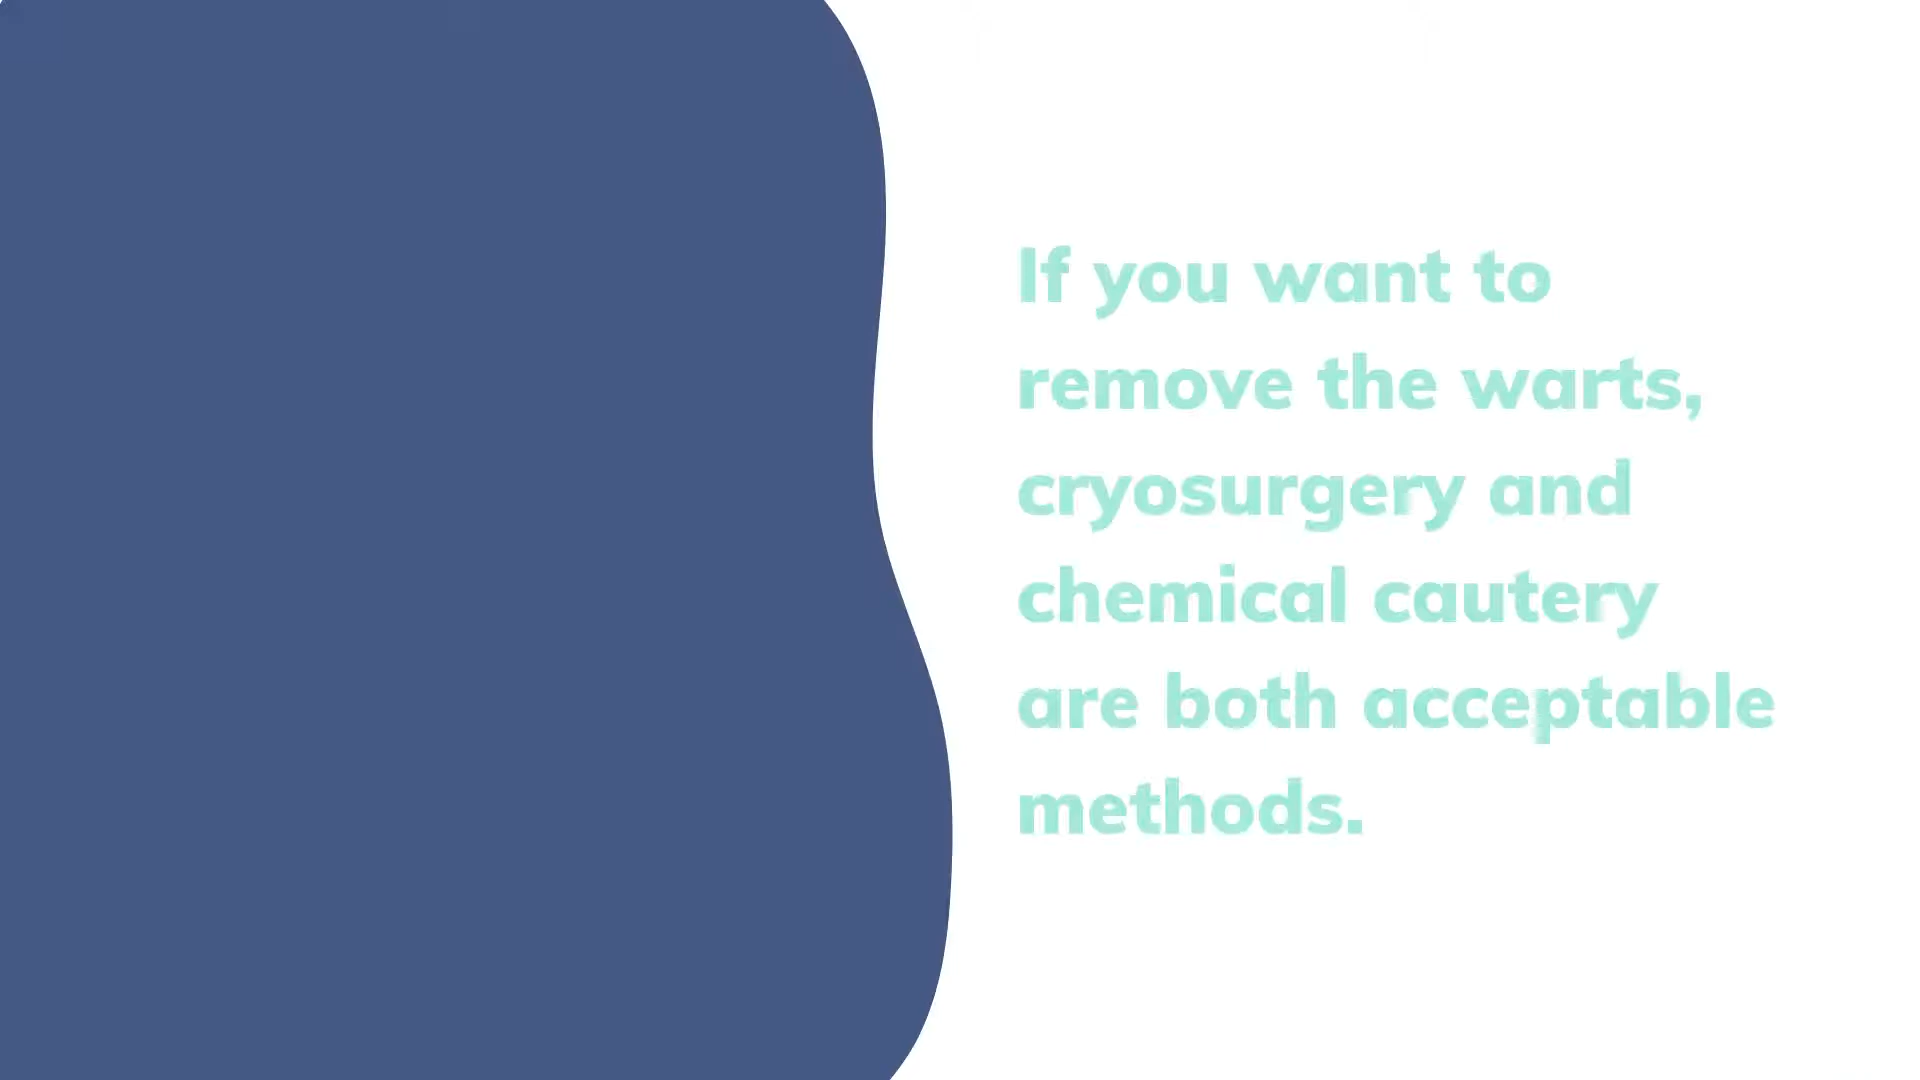 If you want to
remove the warts,
cryosurgery and
chemical cautery
are both acceptable
methods.